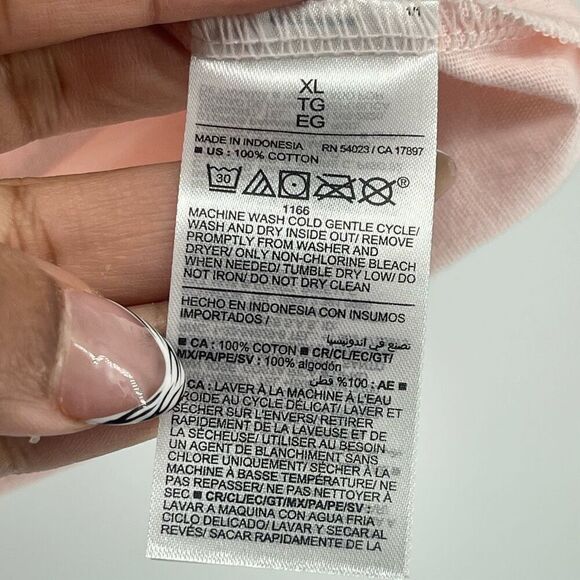 1/1
XL
TG
EG
MADE IN INDONESIA RN 54023 / CA 17897
■ US : 100% COTTON
30 ®
1166
MACHINE WASH COLD GENTLE CYCLE/
WASH AND DRY INSIDE OUT/ REMOVE
PROMPTLY FROM WASHER AND
DRYER/ ONLY NON-CHLORINE BLEACH
WHEN NEEDED/ TUMBLE DRY LOW/ DO
NOT IRON/ DO NOT DRY CLEAN
HECHO EN INDONESIA CON INSUMOS
IMPORTADOS /
تصنع في اندونيسيا
■ CA : 100% COTON ■ CR/CL/EC/GT/
MX/PA/PE/SV : 100% algodón
■ AE : 100% قطن
CA : LAVER À LA MACHINE À L'EAU
FROIDE AU CYCLE DÉLICAT/ LAVER ET
SÉCHER SUR L'ENVERS/ RETIRER
RAPIDEMENT DE LA LAVEUSE ET DE
LA SÉCHEUSE/ UTILISER AU BESOIN
UN AGENT DE BLANCHIMENT SANS
CHLORE UNIQUEMENT/ SÉCHER À LA
MACHINE À BASSE TEMPÉRATURE/ NE
PAS REPASSER/ NE PAS NETTOYER À
SEC ■ CR/CL/EC/GT/MX/PA/PE/SV :
LAVAR A MAQUINA CON AGUA FRIA
CICLO DELICADO/ LAVAR Y SECAR AL
REVÉS/ SACAR RAPIDAMENTE DE LA